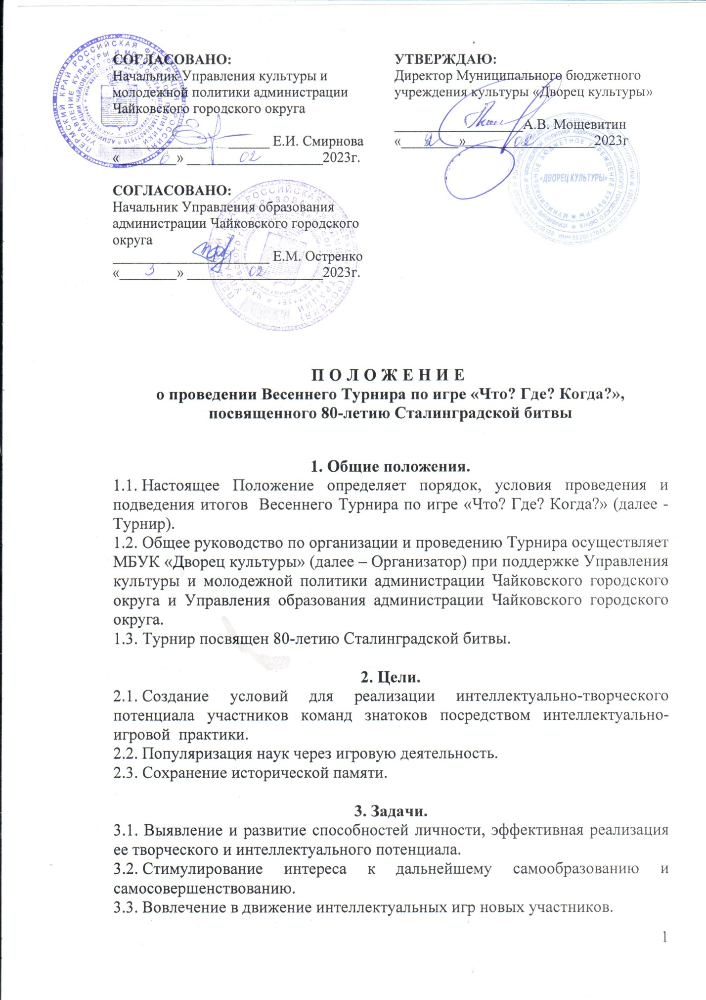 СОГЛАСОВАНО:
Начальник Управления культуры и
молодежной политики администрации
Чайковского городского округа
______________________ Е.И. Смирнова
«___6___» ______02______2023г.
СОГЛАСОВАНО:
Начальник Управления образования
администрации Чайковского городского
округа
______________________ Е.М. Остренко
«___3___» ______02______2023г.
УТВЕРЖДАЮ:
Директор Муниципального бюджетного
учреждения культуры «Дворец культуры»
__________________А.В. Мощевитин
«___2___»______02______2023г
«ДВОРЕЦ КУЛЬТУРЫ»
П О Л О Ж Е Н И Е
о проведении Весеннего Турнира по игре «Что? Где? Когда?»,
посвященного 80-летию Сталинградской битвы
1. Общие положения.
1.1. Настоящее Положение определяет порядок, условия проведения и
подведения итогов Весеннего Турнира по игре «Что? Где? Когда?» (далее -
Турнир).
1.2. Общее руководство по организации и проведению Турнира осуществляет
МБУК «Дворец культуры» (далее – Организатор) при поддержке Управления
культуры и молодежной политики администрации Чайковского городского
округа и Управления образования администрации Чайковского городского
округа.
1.3. Турнир посвящен 80-летию Сталинградской битвы.
2. Цели.
2.1. Создание условий для реализации интеллектуально-творческого
потенциала участников команд знатоков посредством интеллектуально-
игровой практики.
2.2. Популяризация наук через игровую деятельность.
2.3. Сохранение исторической памяти.
3. Задачи.
3.1. Выявление и развитие способностей личности, эффективная реализация
ее творческого и интеллектуального потенциала.
3.2. Стимулирование интереса к дальнейшему самообразованию и
самосовершенствованию.
3.3. Вовлечение в движение интеллектуальных игр новых участников.
1